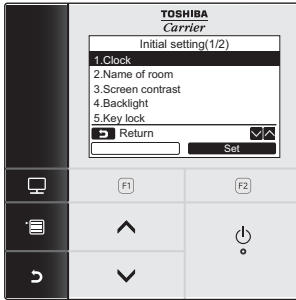 TOSHIBA
Carrier
Initial setting(1/2)
1.Clock
2.Name of room
3.Screen contrast
4.Backlight
5.Key lock
Return
Set
F1 F2